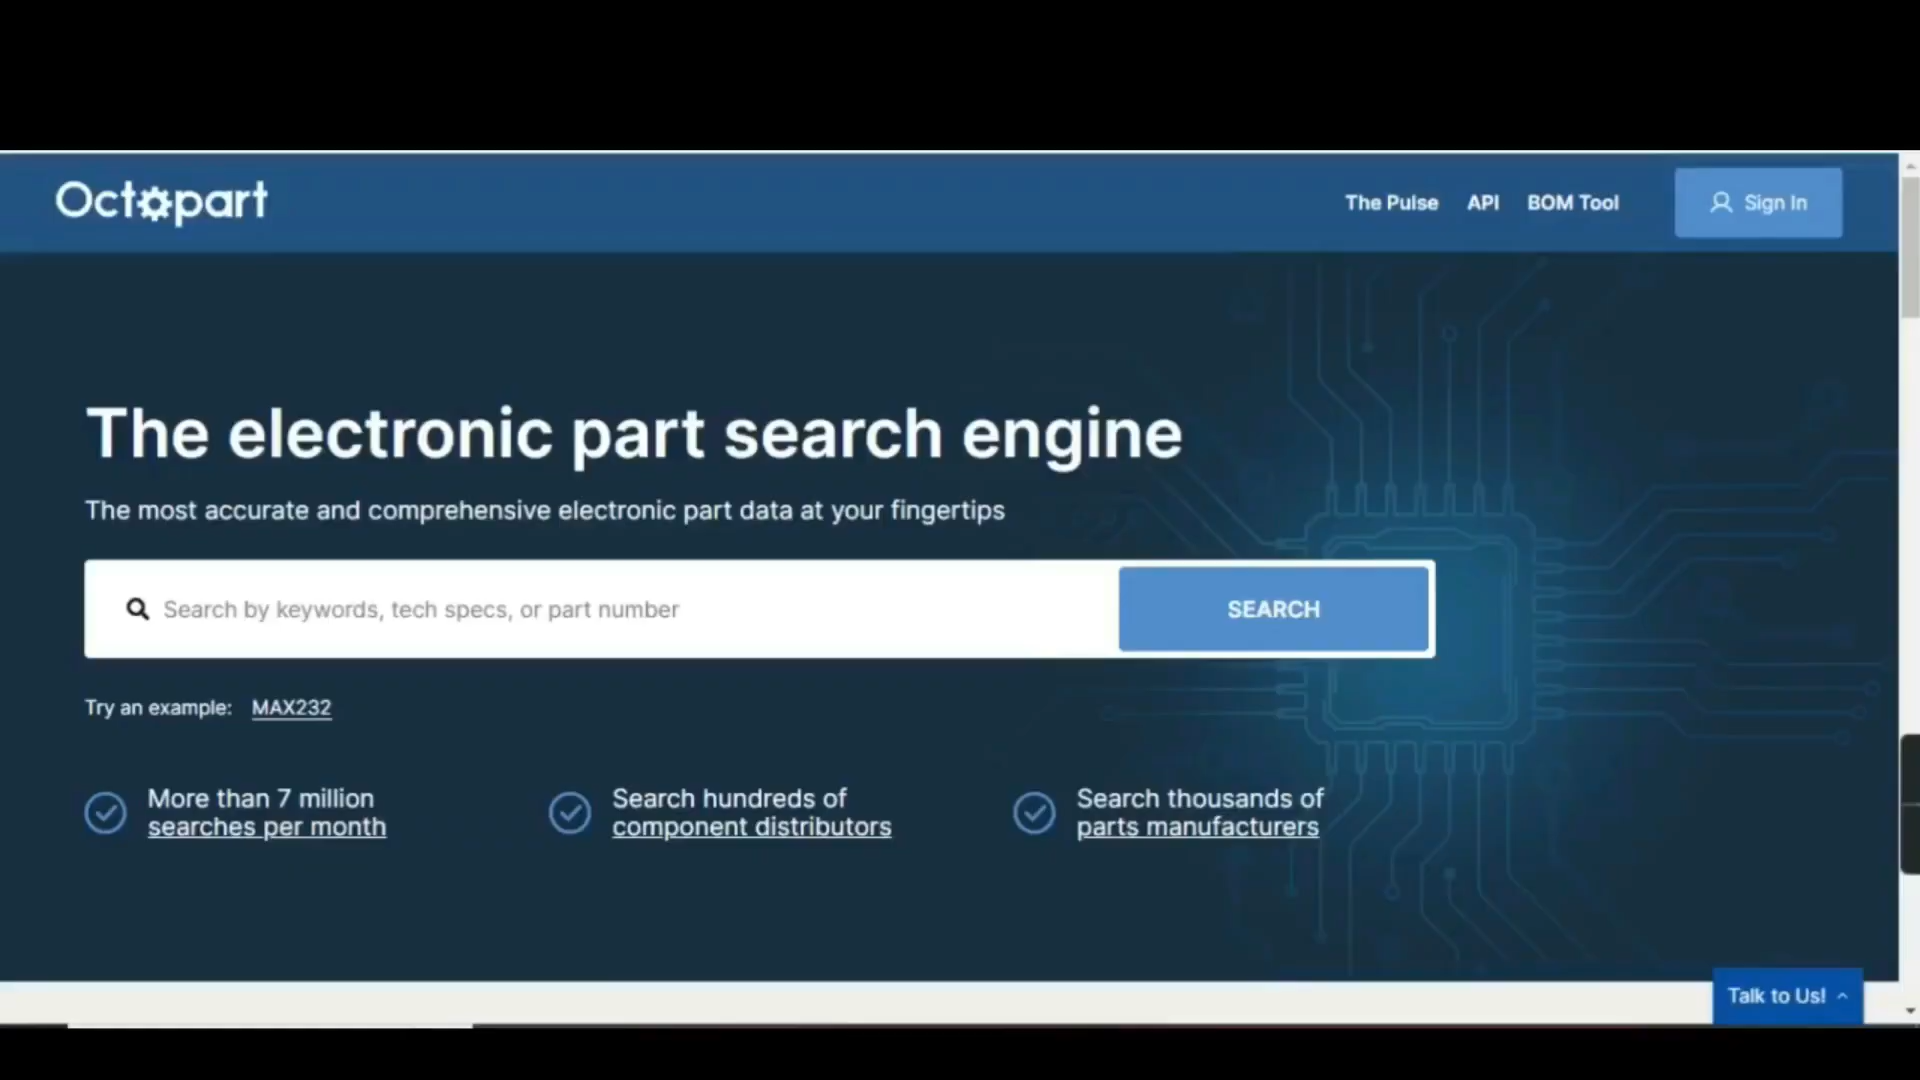 Octopart
The Pulse API BOM Tool Sign In
The electronic part search engine
The most accurate and comprehensive electronic part data at your fingertips
Search by keywords, tech specs, or part number SEARCH
Try an example: MAX232
More than 7 million
searches per month
Search hundreds of
component distributors
Search thousands of
parts manufacturers
Talk to Us!